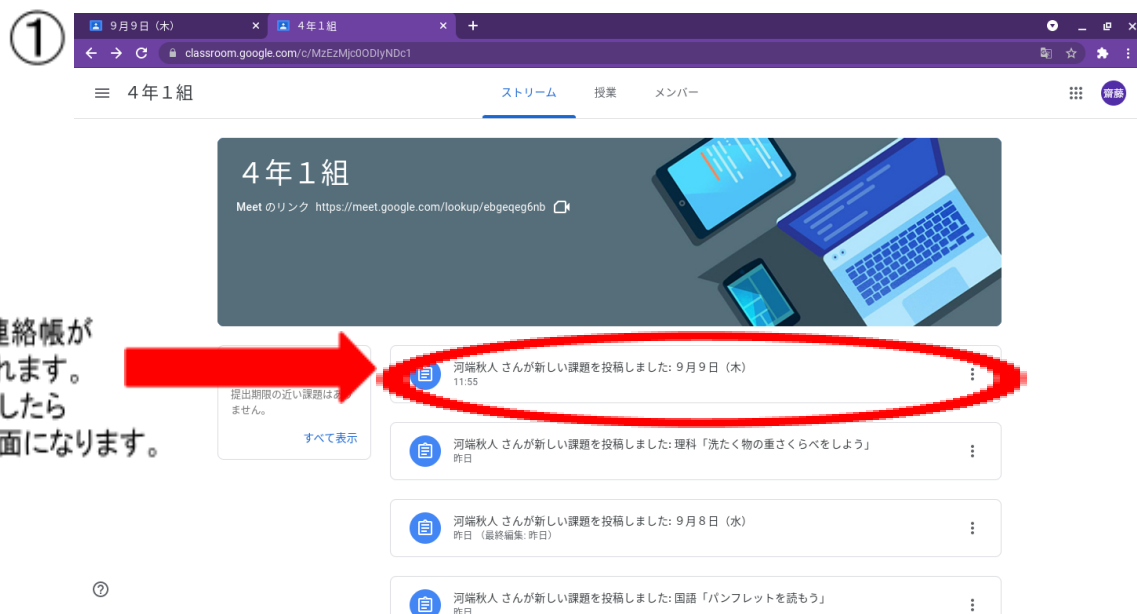 ①
9月9日（木）
４年１組
classroom.google.com/c/MzEzMjc0ODIyNDc1
４年１組
ストリーム 授業 メンバー
齋藤
４年１組
Meet のリンク https://meet.google.com/lookup/ebgeqeg6nb
絡帳が
れます。
したら
面になります。
提出期限の近い課題は
ません。
すべて表示
河端秋人 さんが新しい課題を投稿しました: ９月９日（木）
11:55
河端秋人 さんが新しい課題を投稿しました: 理科「洗たく物の重さくらべをしよう」
昨日
河端秋人 さんが新しい課題を投稿しました: ９月８日（水）
昨日 （最終編集: 昨日）
河端秋人 さんが新しい課題を投稿しました: 国語「パンフレットを読もう」
昨日